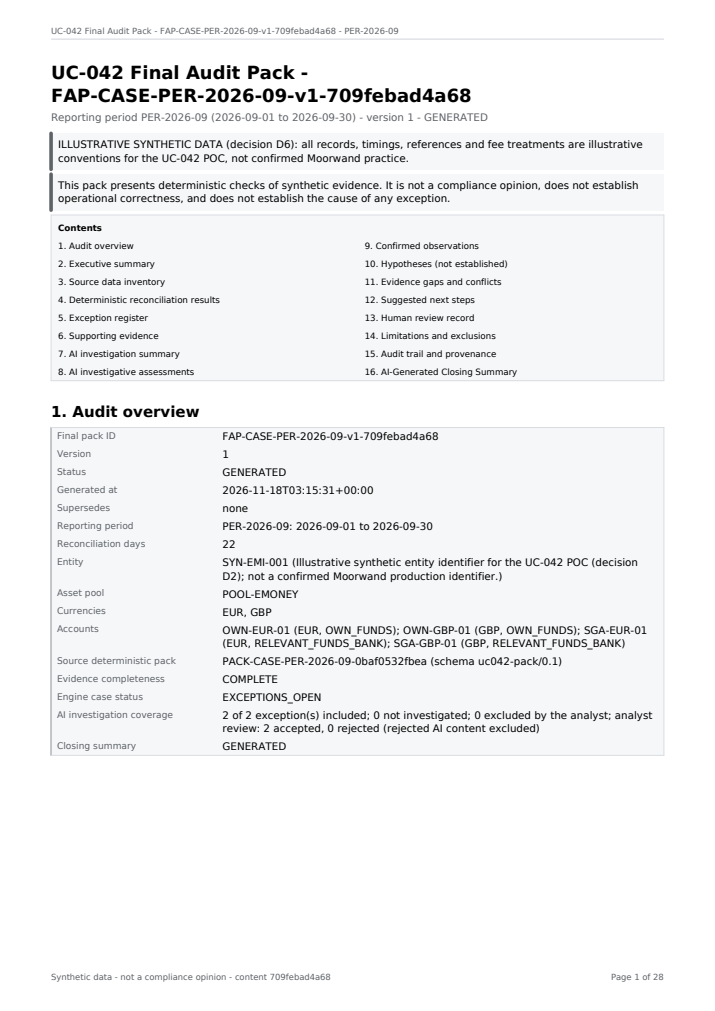 UC-042 Final Audit Pack - FAP-CASE-PER-2026-09-v1-709febad4a68 - PER-2026-09
UC-042 Final Audit Pack -
FAP-CASE-PER-2026-09-v1-709febad4a68
Reporting period PER-2026-09 (2026-09-01 to 2026-09-30) - version 1 - GENERATED
ILLUSTRATIVE SYNTHETIC DATA (decision D6): all records, timings, references and fee treatments are illustrative
conventions for the UC-042 POC, not confirmed Moorwand practice.
This pack presents deterministic checks of synthetic evidence. It is not a compliance opinion, does not establish
operational correctness, and does not establish the cause of any exception.
Contents
1. Audit overview
2. Executive summary
3. Source data inventory
4. Deterministic reconciliation results
5. Exception register
6. Supporting evidence
7. AI investigation summary
8. AI investigative assessments
9. Confirmed observations
10. Hypotheses (not established)
11. Evidence gaps and conflicts
12. Suggested next steps
13. Human review record
14. Limitations and exclusions
15. Audit trail and provenance
16. AI-Generated Closing Summary
1. Audit overview
Final pack ID FAP-CASE-PER-2026-09-v1-709febad4a68
Version 1
Status GENERATED
Generated at 2026-11-18T03:15:31+00:00
Supersedes none
Reporting period PER-2026-09: 2026-09-01 to 2026-09-30
Reconciliation days 22
Entity SYN-EMI-001 (Illustrative synthetic entity identifier for the UC-042 POC (decision
D2); not a confirmed Moorwand production identifier.)
Asset pool POOL-EMONEY
Currencies EUR, GBP
Accounts OWN-EUR-01 (EUR, OWN_FUNDS); OWN-GBP-01 (GBP, OWN_FUNDS); SGA-EUR-01
(EUR, RELEVANT_FUNDS_BANK); SGA-GBP-01 (GBP, RELEVANT_FUNDS_BANK)
Source deterministic pack PACK-CASE-PER-2026-09-0baf0532fbea (schema uc042-pack/0.1)
Evidence completeness COMPLETE
Engine case status EXCEPTIONS_OPEN
AI investigation coverage 2 of 2 exception(s) included; 0 not investigated; 0 excluded by the analyst; analyst
review: 2 accepted, 0 rejected (rejected AI content excluded)
Closing summary GENERATED
Synthetic data - not a compliance opinion - content 709febad4a68
Page 1 of 28